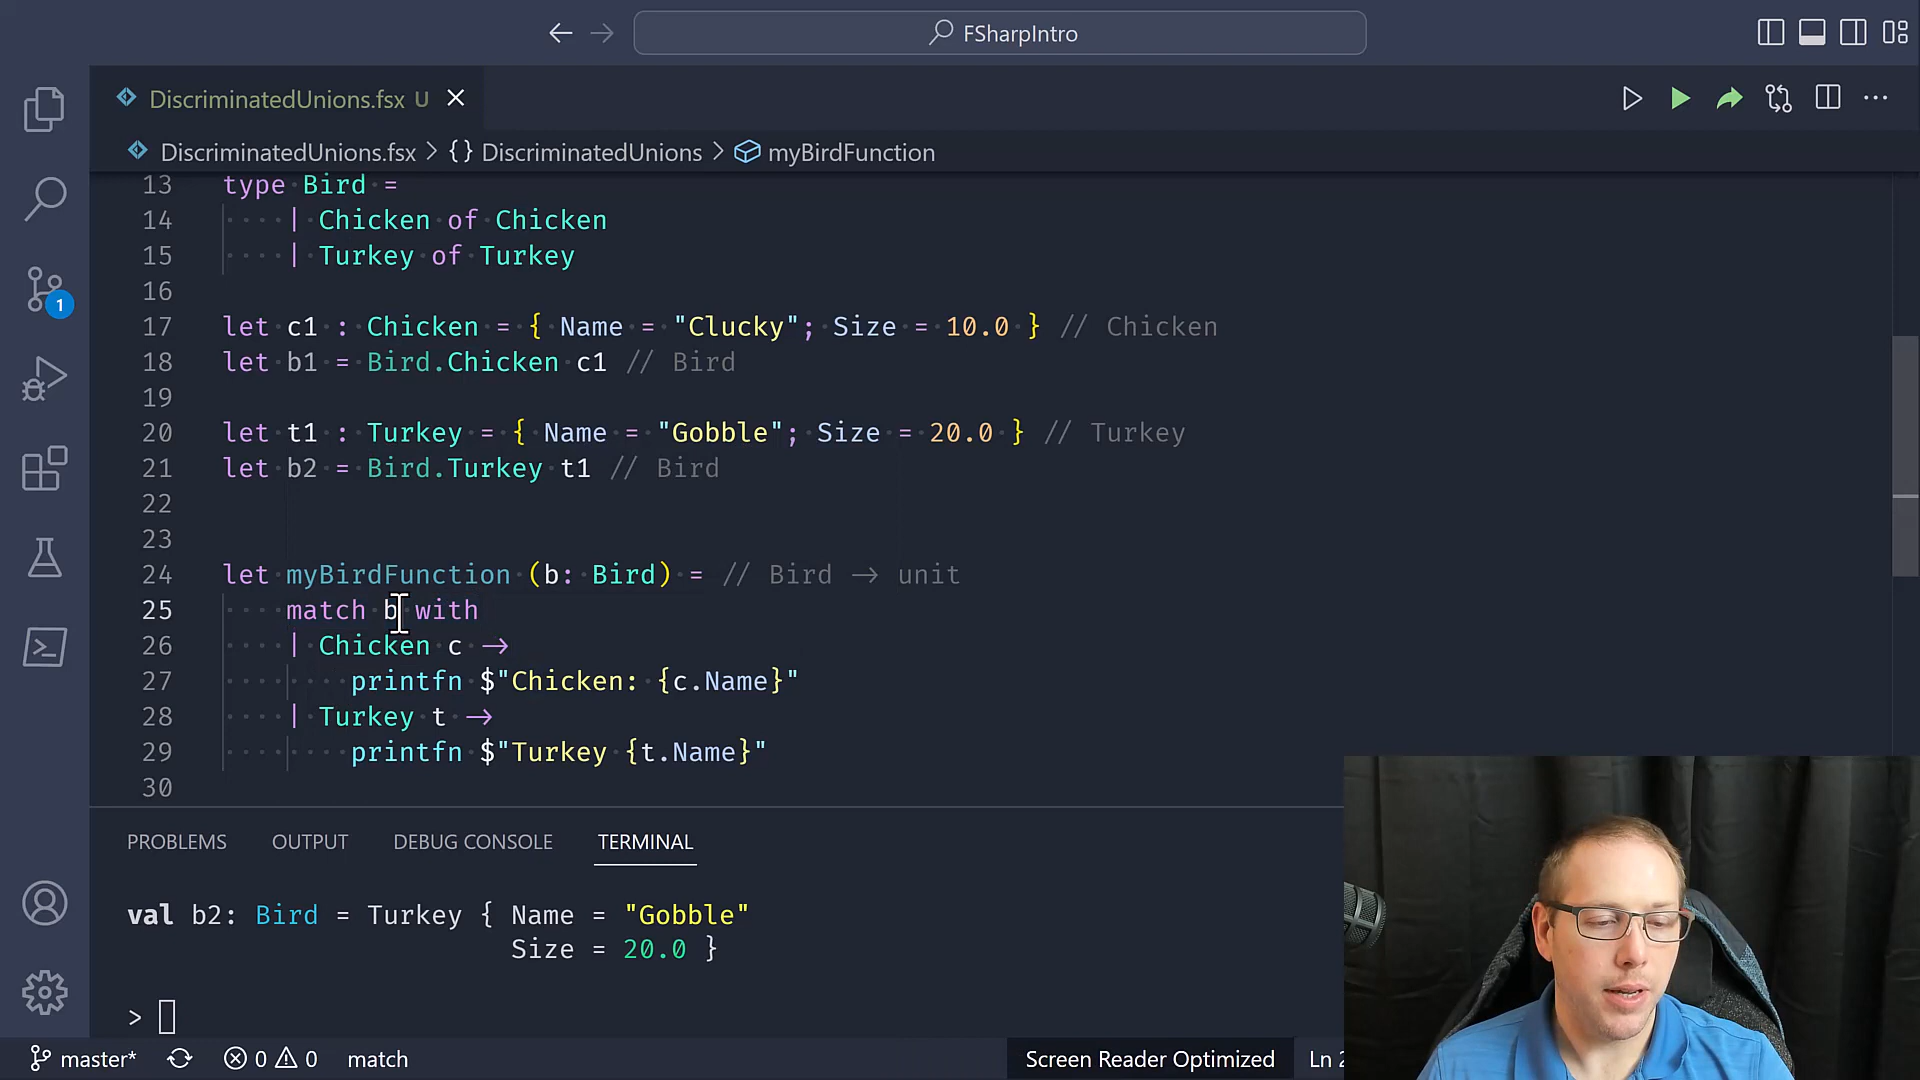 FSharpIntro
DiscriminatedUnions.fsx U
DiscriminatedUnions.fsx > {} DiscriminatedUnions > myBirdFunction
13 type Bird =
14 | Chicken of Chicken
15 | Turkey of Turkey
16
17 let c1 : Chicken = { Name = "Clucky"; Size = 10.0 } // Chicken
18 let b1 = Bird.Chicken c1 // Bird
19
20 let t1 : Turkey = { Name = "Gobble"; Size = 20.0 } // Turkey
21 let b2 = Bird.Turkey t1 // Bird
22
23
24 let myBirdFunction (b: Bird) = // Bird → unit
25 match b with
26 | Chicken c →
27 printfn $"Chicken: {c.Name}"
28 | Turkey t →
29 printfn $"Turkey {t.Name}"
30
1
PROBLEMS OUTPUT DEBUG CONSOLE TERMINAL
val b2: Bird = Turkey { Name = "Gobble"
Size = 20.0 }
>
master* 0 0 match Screen Reader Optimized Ln 2